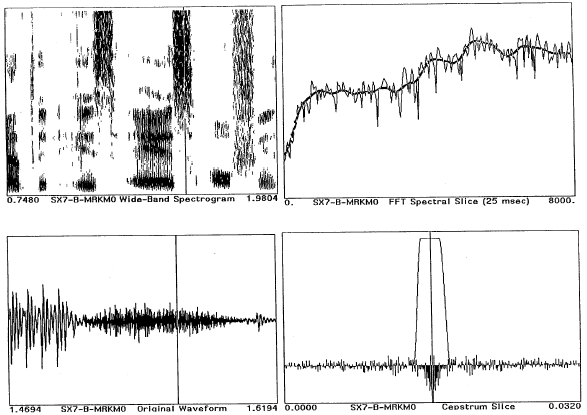 0.7480 SX7-B-MRKM0 Wide-Band Spectrogram 1.9804
0. SX7-B-MRKM0 FFT Spectral Slice (25 msec) 8000.
1.4694 SX7-B-MRKM0 Original Waveform 1.6194
0.0000 SX7-B-MRKM0 Cepstrum Slice 0.0320